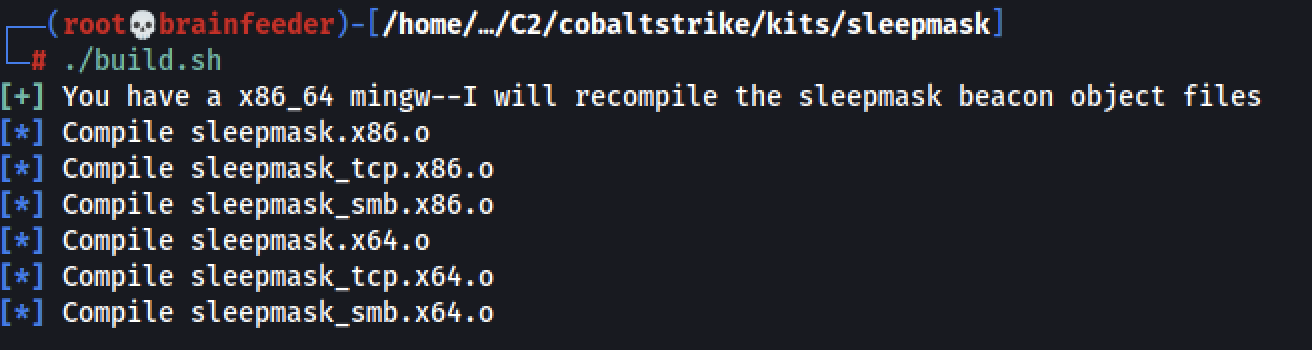 ┌──(root💀brainfeeder)-[/home/…/C2/cobaltstrike/kits/sleepmask]
└─# ./build.sh
[+] You have a x86_64 mingw--I will recompile the sleepmask beacon object files
[*] Compile sleepmask.x86.o
[*] Compile sleepmask_tcp.x86.o
[*] Compile sleepmask_smb.x86.o
[*] Compile sleepmask.x64.o
[*] Compile sleepmask_tcp.x64.o
[*] Compile sleepmask_smb.x64.o